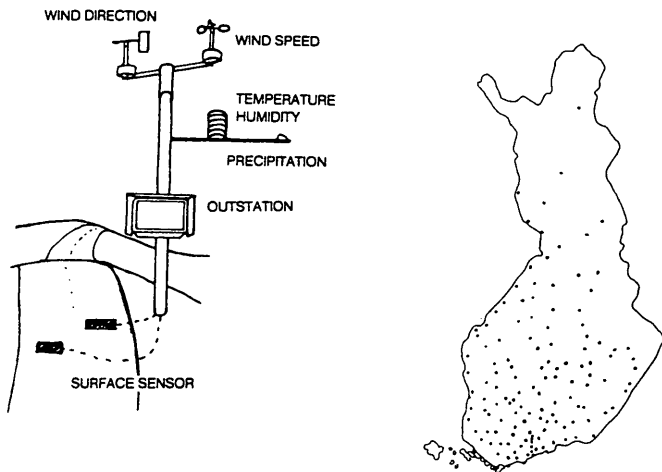 WIND DIRECTION
WIND SPEED
TEMPERATURE
HUMIDITY
PRECIPITATION
OUTSTATION
SURFACE SENSOR